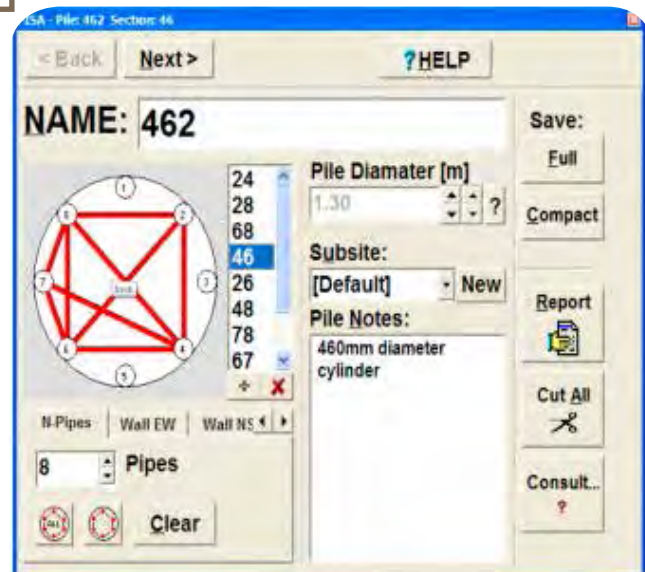 CSA - Pile: 462 Section: 46
< Back
Next >
?HELP
NAME: 462
Save:
Full
Compact
Report
Cut All
Consult...
?
1
2
3
4
5
6
7
8
24
28
68
46
26
48
78
67
Pile Diamater [m]
1.30
?
Subsite:
[Default]
New
Pile Notes:
460mm diameter
cylinder
N-Pipes
Wall EW
Wall NS
8 Pipes
Clear